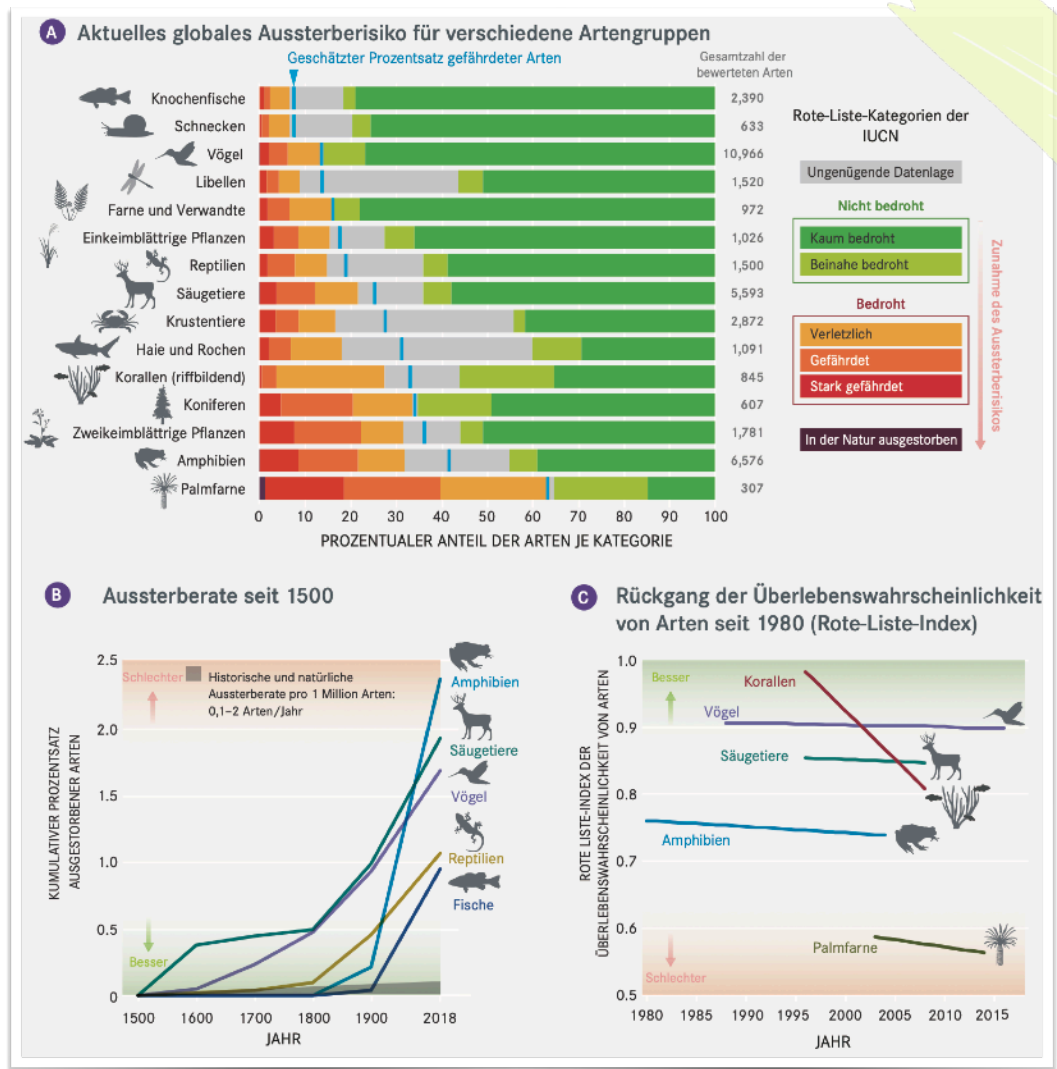 A Aktuelles globales Aussterberisiko für verschiedene Artengruppen
Geschätzter Prozentsatz gefährdeter Arten
Gesamtzahl der
bewerteten Arten
Knochenfische 2,390
Schnecken 633
Vögel 10,966
Libellen 1,520
Farne und Verwandte 972
Einkeimblättrige Pflanzen 1,026
Reptilien 1,500
Säugetiere 5,593
Krustentiere 2,872
Haie und Rochen 1,091
Korallen (riffbildend) 845
Koniferen 607
Zweikeimblättrige Pflanzen 1,781
Amphibien 6,576
Palmfarne 307
0 10 20 30 40 50 60 70 80 90 100
PROZENTUALER ANTEIL DER ARTEN JE KATEGORIE
Rote-Liste-Kategorien der
IUCN
Ungenügende Datenlage
Nicht bedroht
Kaum bedroht
Beinahe bedroht
Bedroht
Verletzlich
Gefährdet
Stark gefährdet
In der Natur ausgestorben
Zunahme des Aussterberisikos
B Aussterberate seit 1500
KUMULATIVER PROZENTSATZ
AUSGESTORBENER ARTEN
2.5
2.0
1.5
1.0
0.5
0
Schlechter
Historische und natürliche
Aussterberate pro 1 Million Arten:
0,1–2 Arten/Jahr
Amphibien
Säugetiere
Vögel
Reptilien
Fische
Besser
1500 1600 1700 1800 1900 2018
JAHR
C Rückgang der Überlebenswahrscheinlichkeit
von Arten seit 1980 (Rote-Liste-Index)
ROTE LISTE-INDEX DER
ÜBERLEBENSWAHRSCHEINLICHKEIT VON ARTEN
1.0
0.9
0.8
0.7
0.6
0.5
Besser
Korallen
Vögel
Säugetiere
Amphibien
Palmfarne
Schlechter
1980 1985 1990 1995 2000 2005 2010 2015
JAHR